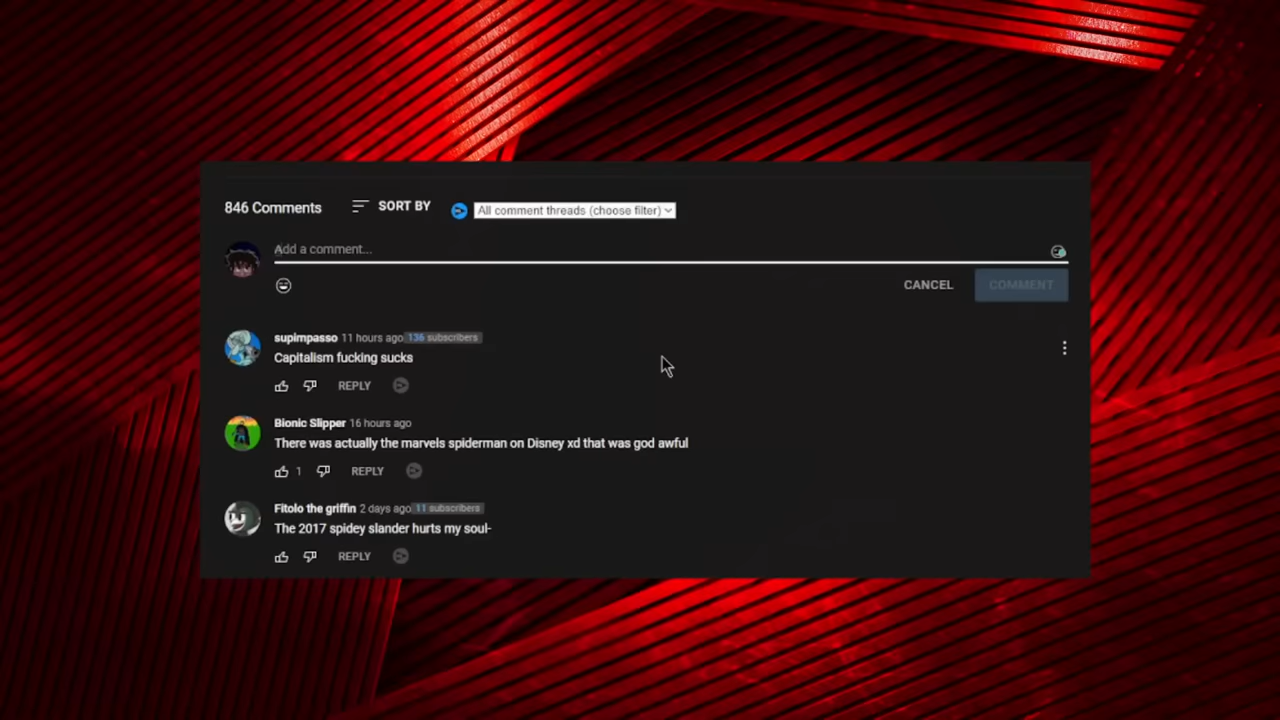 846 Comments SORT BY All comment threads (choose filter)
Add a comment...
CANCEL COMMENT
supimpasso 11 hours ago 136 subscribers
Capitalism fucking sucks
REPLY
Bionic Slipper 16 hours ago
There was actually the marvels spiderman on Disney xd that was god awful
1 REPLY
Fitolo the griffin 2 days ago 11 subscribers
The 2017 spidey slander hurts my soul-
REPLY